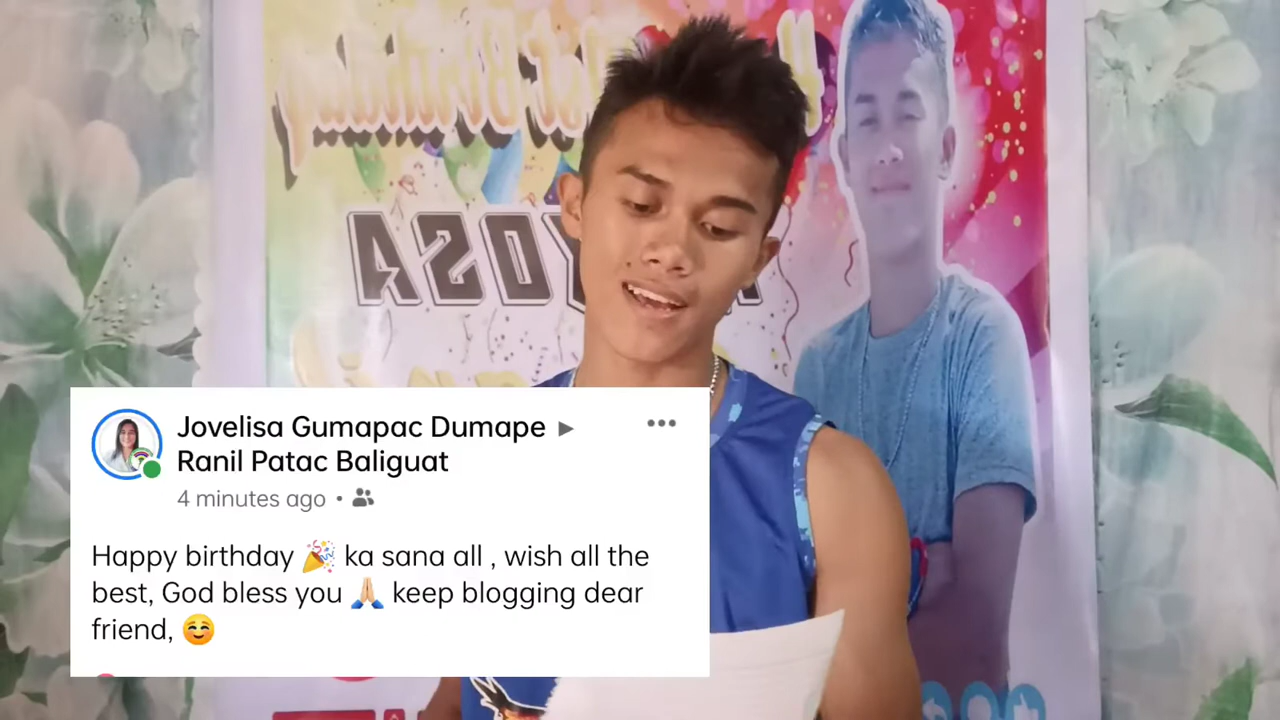 Jovelisa Gumapac Dumape ▶
Ranil Patac Baliguat
4 minutes ago •
Happy birthday 🎉 ka sana all , wish all the
best, God bless you 🙏🏻 keep blogging dear
friend, ☺️